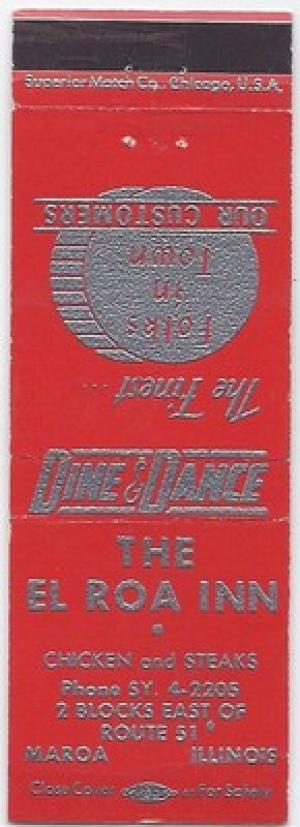 Superior Match Co., Chicago, U.S.A.
The Finest...
Folks
in
Town
OUR CUSTOMERS
DINE & DANCE
THE
EL ROA INN
CHICKEN and STEAKS
Phone SY. 4-2205
2 BLOCKS EAST OF
ROUTE 51
MAROA ILLINOIS
Close Cover For Safety